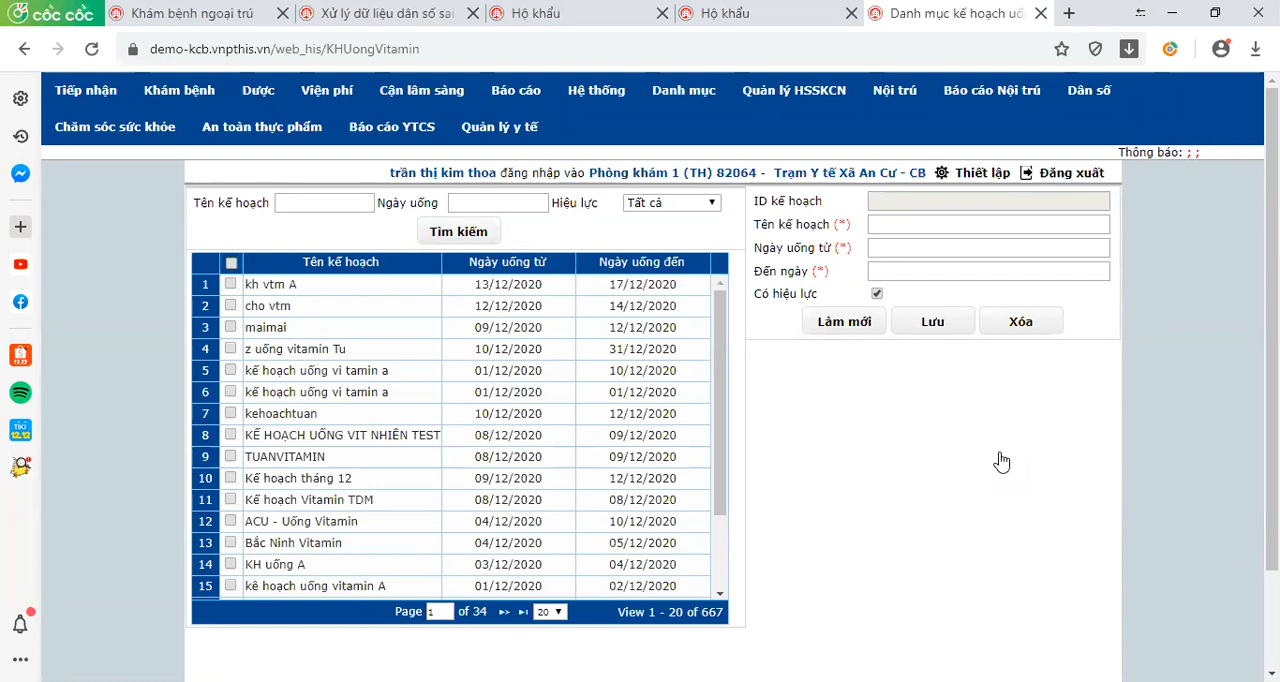 cốc cốc Khám bệnh ngoại trú Xử lý dữ liệu dân số sai Hộ khẩu Hộ khẩu Danh mục kế hoạch uố
demo-kcb.vnpthis.vn/web_his/KHUongVitamin
Tiếp nhận Khám bệnh Dược Viện phí Cận lâm sàng Báo cáo Hệ thống Danh mục Quản lý HSSKCN Nội trú Báo cáo Nội trú Dân số
Chăm sóc sức khỏe An toàn thực phẩm Báo cáo YTCS Quản lý y tế
Thông báo: ; ;
trần thị kim thoa đăng nhập vào Phòng khám 1 (TH) 82064 - Trạm Y tế Xã An Cư - CB Thiết lập Đăng xuất
Tên kế hoạch Ngày uống Hiệu lực Tất cả
Tìm kiếm
ID kế hoạch
Tên kế hoạch (*)
Ngày uống từ (*)
Đến ngày (*)
Có hiệu lực
Làm mới Lưu Xóa
Tên kế hoạch Ngày uống từ Ngày uống đến
1 kh vtm A 13/12/2020 17/12/2020
2 cho vtm 12/12/2020 14/12/2020
3 maimai 09/12/2020 12/12/2020
4 z uống vitamin Tu 10/12/2020 31/12/2020
5 kế hoạch uống vi tamin a 01/12/2020 10/12/2020
6 kế hoạch uống vi tamin a 01/12/2020 01/12/2020
7 kehoachtuan 10/12/2020 12/12/2020
8 KẾ HOẠCH UỐNG VIT NHIÊN TEST 08/12/2020 09/12/2020
9 TUANVITAMIN 08/12/2020 09/12/2020
10 Kế hoạch tháng 12 09/12/2020 12/12/2020
11 Kế hoạch Vitamin TDM 08/12/2020 08/12/2020
12 ACU - Uống Vitamin 04/12/2020 10/12/2020
13 Bắc Ninh Vitamin 04/12/2020 05/12/2020
14 KH uống A 03/12/2020 04/12/2020
15 kê hoạch uống vitamin A 01/12/2020 02/12/2020
Page 1 of 34 20 View 1 - 20 of 667